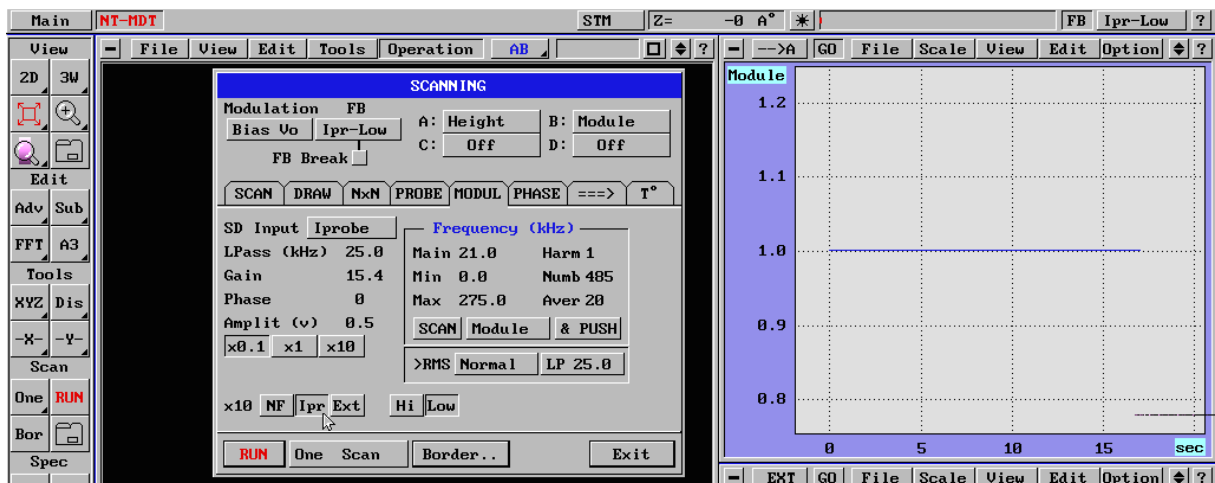 Main NT-MDT STM Z= -0 A° FB Ipr-Low ?
View
2D 3W
Edit
Adv Sub
FFT A3
Tools
XYZ Dis
-X- -Y-
Scan
One RUN
Bor
Spec
File View Edit Tools Operation AB ?
SCANNING
Modulation FB
Bias Vo Ipr-Low
FB Break
A: Height B: Module
C: Off D: Off
SCAN DRAW NxN PROBE MODUL PHASE ===> T°
SD Input Iprobe
LPass (kHz) 25.0
Gain 15.4
Phase 0
Amplit (v) 0.5
x0.1 x1 x10
Frequency (kHz)
Main 21.0 Harm 1
Min 0.0 Numb 485
Max 275.0 Aver 20
SCAN Module & PUSH
>RMS Normal LP 25.0
x10 NF Ipr Ext Hi Low
RUN One Scan Border.. Exit
-->A GO File Scale View Edit Option ?
Module
1.2
1.1
1.0
0.9
0.8
0 5 10 15 sec
EXT GO File Scale View Edit Option ?